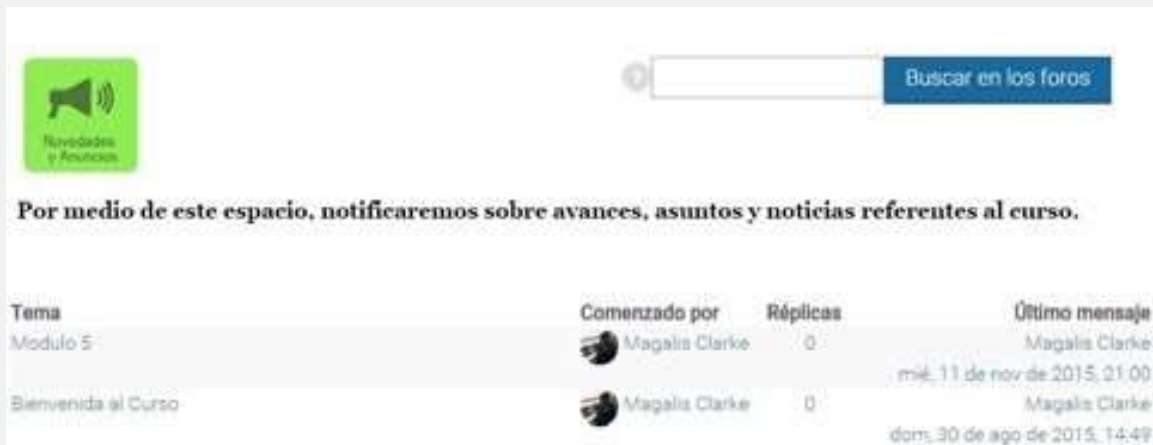 Buscar en los foros
Novedades
y Anuncios
Por medio de este espacio, notificaremos sobre avances, asuntos y noticias referentes al curso.
Tema Comenzado por Réplicas Último mensaje
Modulo 5 Magalis Clarke 0 Magalis Clarke
mié, 11 de nov de 2015, 21:00
Bienvenida al Curso Magalis Clarke 0 Magalis Clarke
dom, 30 de ago de 2015, 14:49